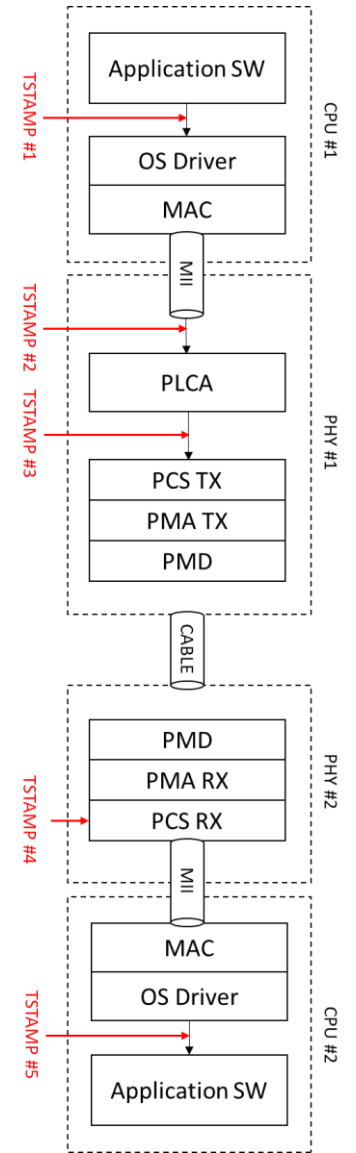 Application SW
TSTAMP #1
CPU #1
OS Driver
MAC
MII
TSTAMP #2
PLCA
TSTAMP #3
PHY #1
PCS TX
PMA TX
PMD
CABLE
PMD
PHY #2
PMA RX
TSTAMP #4
PCS RX
MII
MAC
OS Driver
CPU #2
TSTAMP #5
Application SW